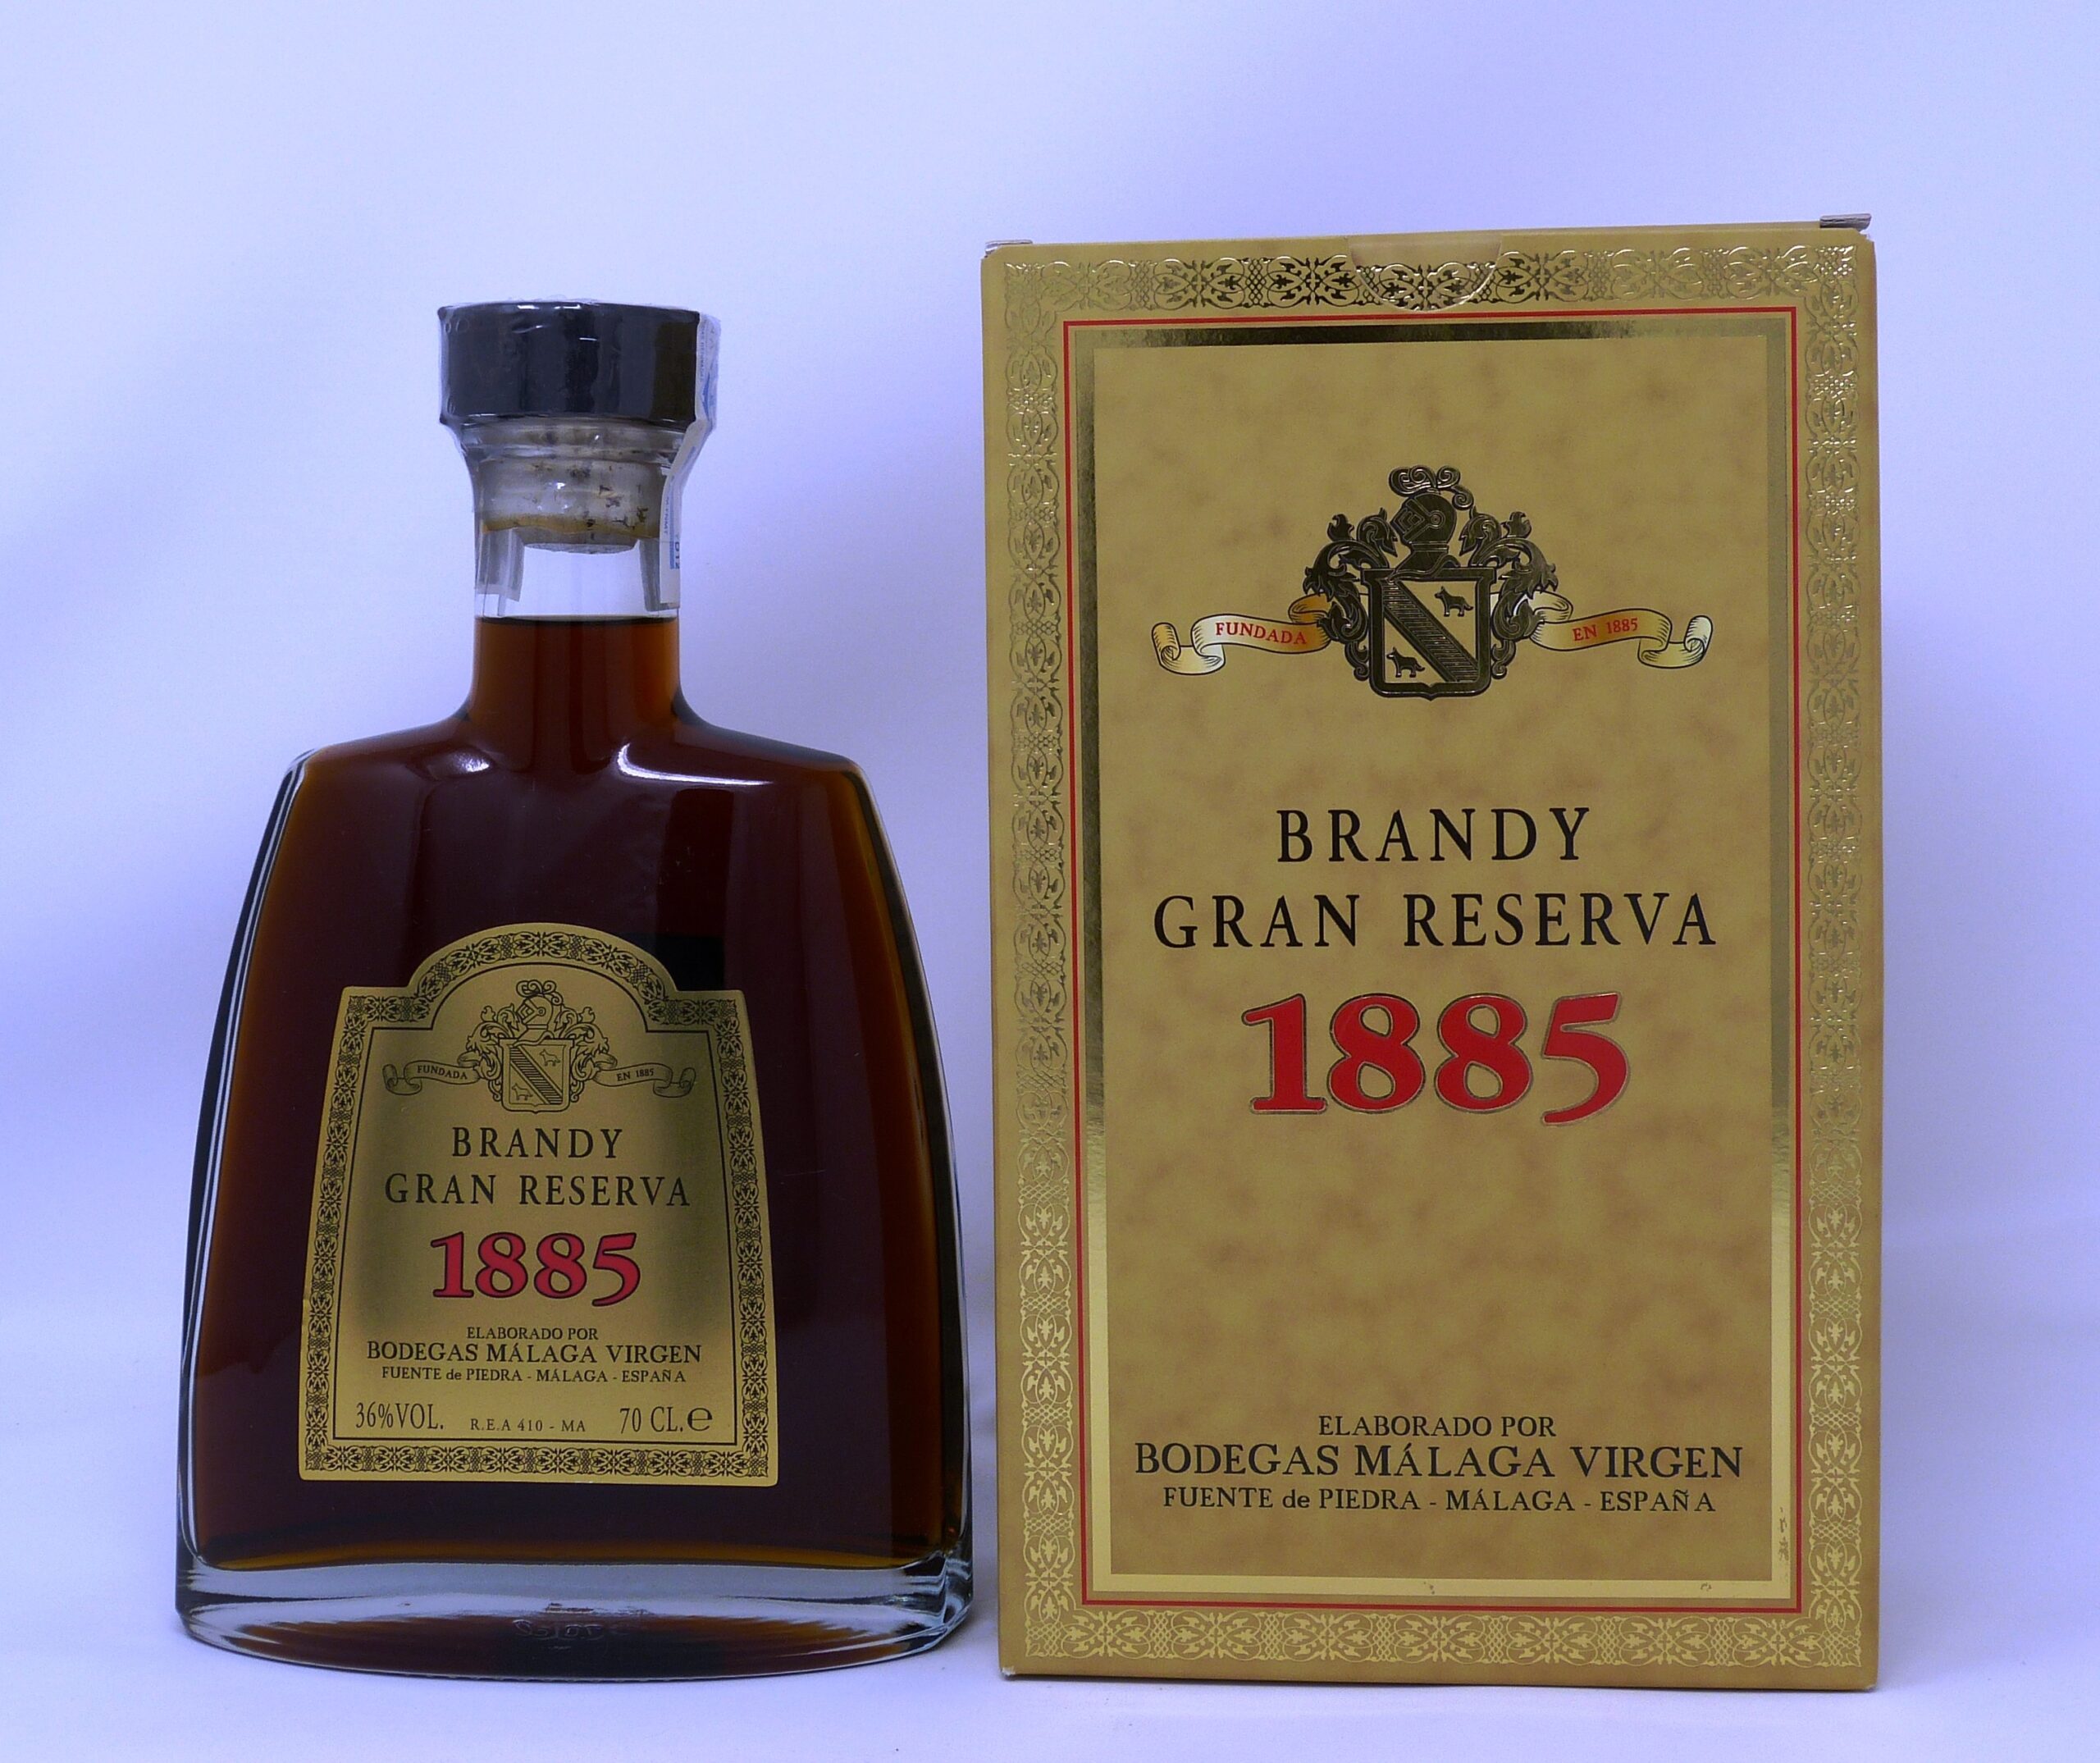 FUNDADA EN 1885
BRANDY
GRAN RESERVA
1885
ELABORADO POR
BODEGAS MÁLAGA VIRGEN
FUENTE de PIEDRA - MÁLAGA - ESPAÑA
36%VOL. R.E.A 410 - MA 70 CL.e
FUNDADA EN 1885
BRANDY
GRAN RESERVA
1885
ELABORADO POR
BODEGAS MÁLAGA VIRGEN
FUENTE de PIEDRA - MÁLAGA - ESPAÑA